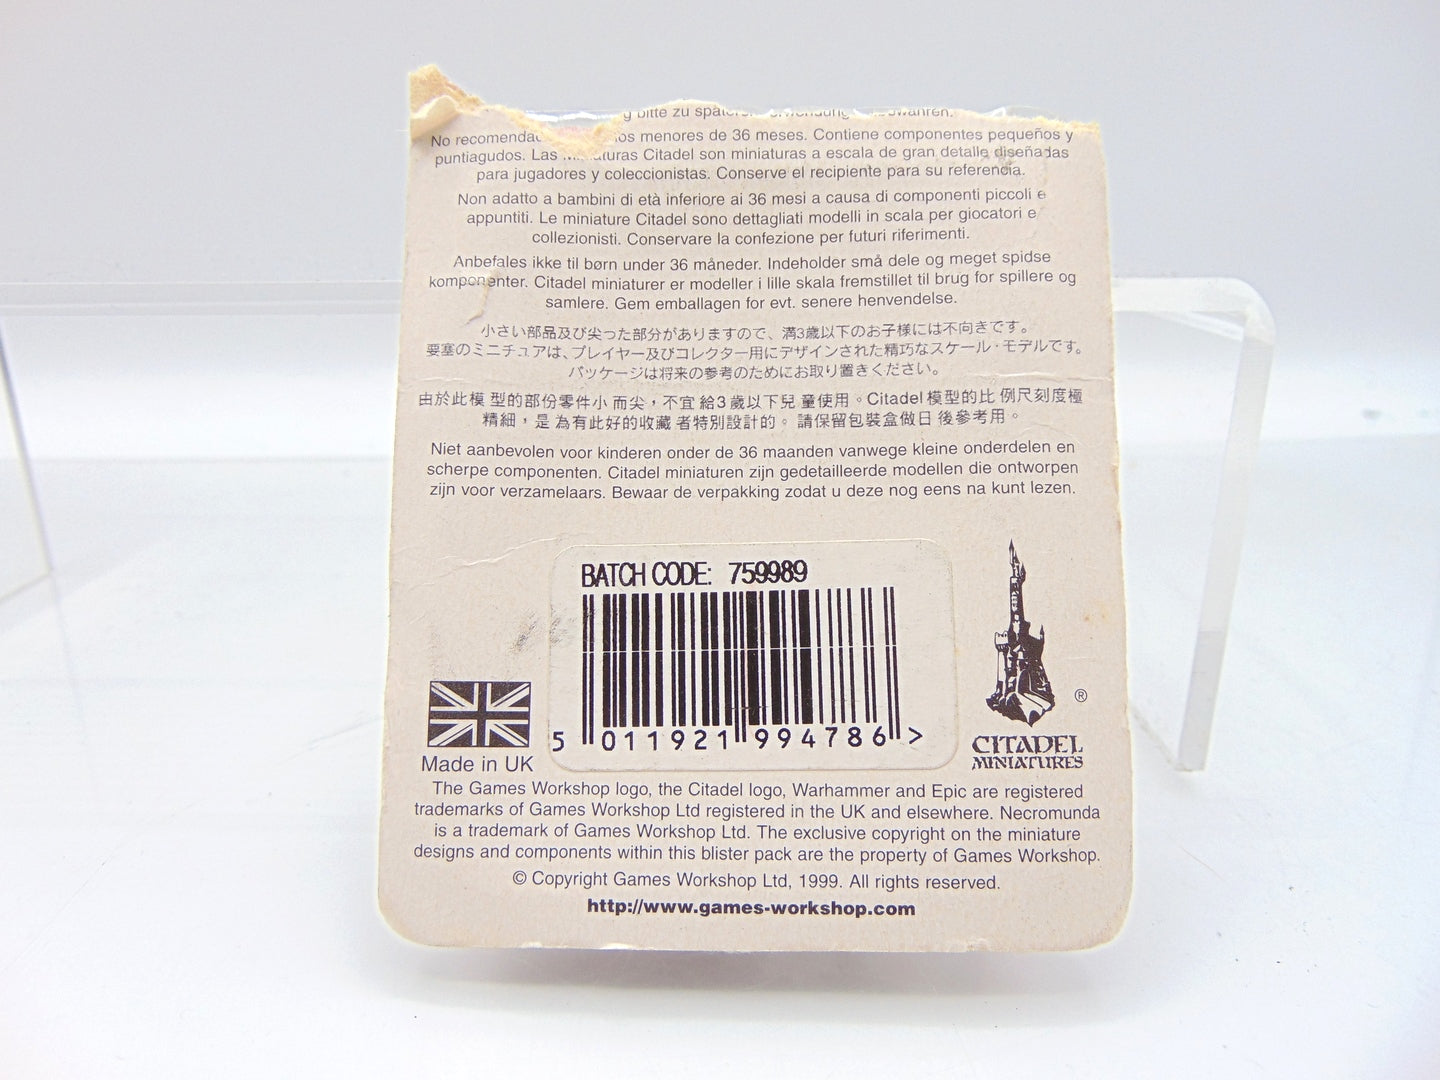 bitte zu
No os menores de 36 meses. Contiene componentes pequeños y
puntiagudos. Las Citadel son miniaturas a escala de gran detalle diseñadas
para jugadores y coleccionistas. Conserve el recipiente para su referencia.
Non adatto a bambini di età inferiore ai 36 mesi a causa di componenti piccoli e
appuntiti. Le miniature Citadel sono dettagliati modelli in scala per giocatori e
collezionisti. Conservare la confezione per futuri riferimenti.
Anbefales ikke til børn under 36 måneder. Indeholder små dele og meget spidse
komponenter. Citadel miniaturer er modeller i lille skala fremstillet til brug for spillere og
samlere. Gem emballagen for evt. senere henvendelse.
小さい部品及び尖った部分がありますので、満3歳以下のお子様には不向きです。
要塞のミニチュアは、プレイヤー及びコレクター用にデザインされた精巧なスケール・モデルです。
パッケージは将来の参考のためにお取り置きください。
由於此模 型的部份零件小 而尖，不宜 給3 歲以下兒 童使用。Citadel 模型的比 例尺刻度極
精細，是 為有此好的收藏 者特別設計的。 請保留包裝盒做日 後參考用。
Niet aanbevolen voor kinderen onder de 36 maanden vanwege kleine onderdelen en
scherpe componenten. Citadel miniaturen zijn gedetailleerde modellen die ontworpen
zijn voor verzamelaars. Bewaar de verpakking zodat u deze nog eens na kunt lezen.
BATCH CODE: 759989
5 011921 994786 >
Made in UK
®
CITADEL
MINIATURES
The Games Workshop logo, the Citadel logo, Warhammer and Epic are registered
trademarks of Games Workshop Ltd registered in the UK and elsewhere. Necromunda
is a trademark of Games Workshop Ltd. The exclusive copyright on the miniature
designs and components within this blister pack are the property of Games Workshop.
© Copyright Games Workshop Ltd, 1999. All rights reserved.
http://www.games-workshop.com